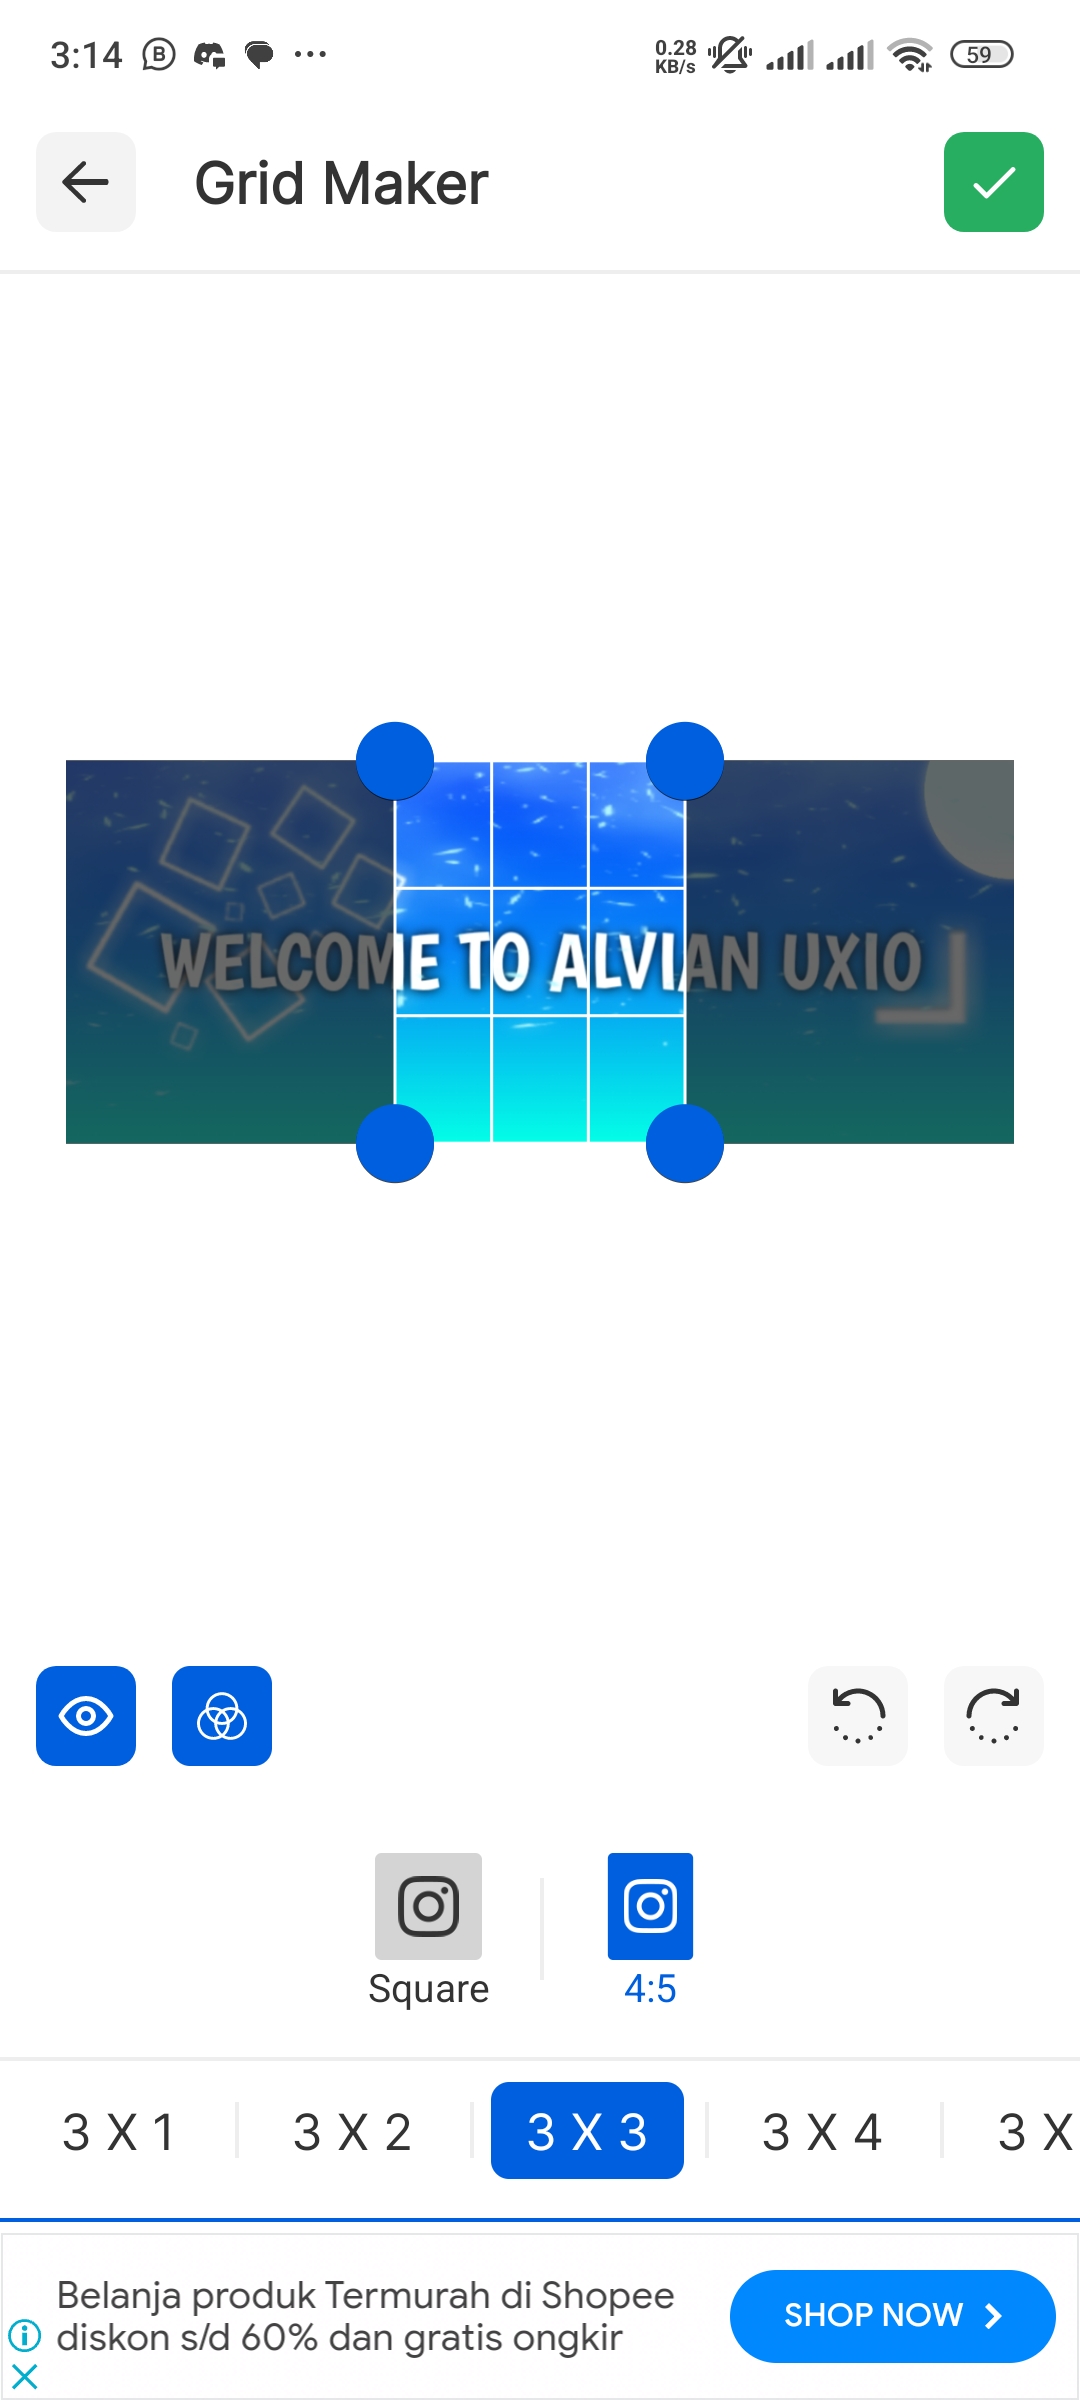 3:14
0.28
KB/s
59
Grid Maker
WELCOME TO ALVIAN UXIO
Square
4:5
3 X 1
3 X 2
3 X 3
3 X 4
3 X
Belanja produk Termurah di Shopee
diskon s/d 60% dan gratis ongkir
SHOP NOW